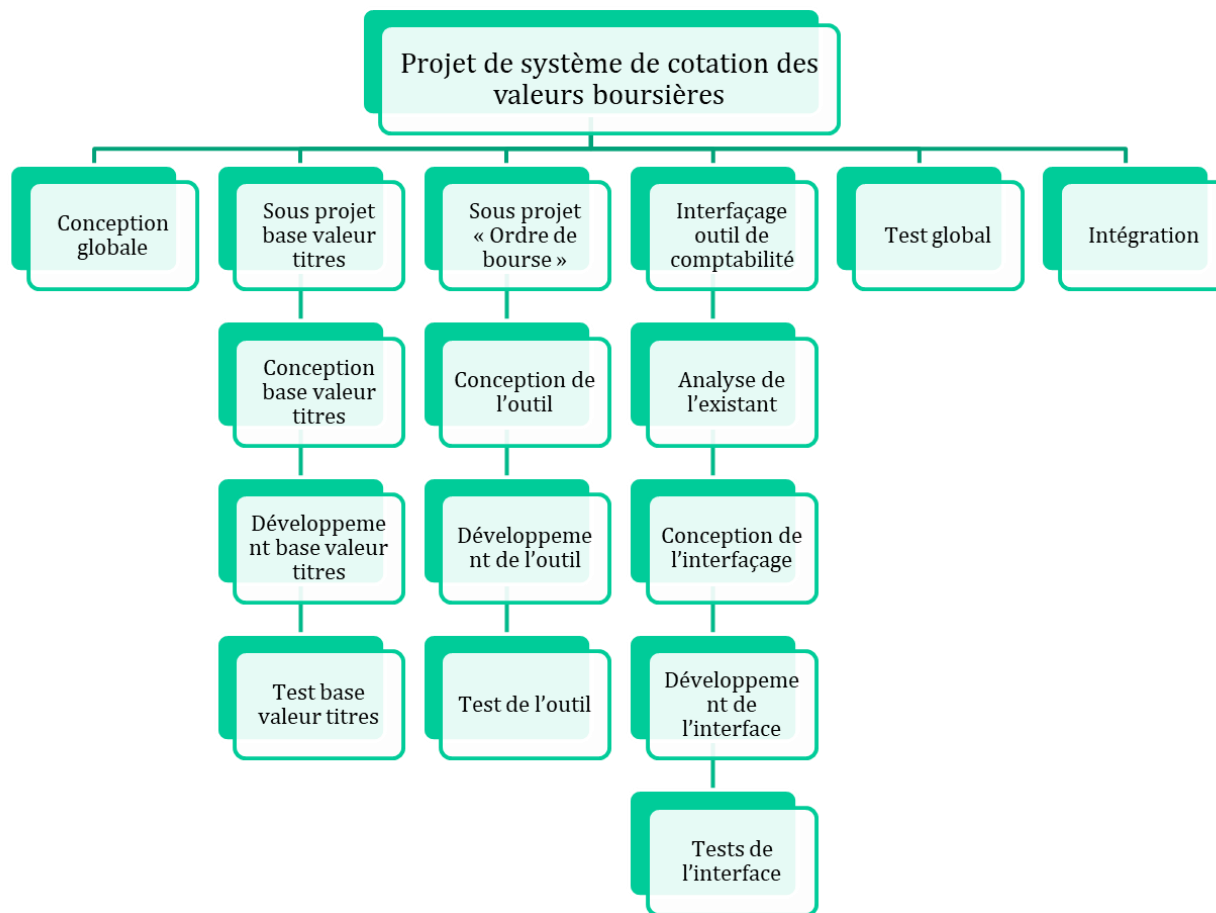 Projet de système de cotation des
valeurs boursières
Conception
globale
Sous projet
base valeur
titres
Sous projet
« Ordre de
bourse »
Interfaçage
outil de
comptabilité
Test global
Intégration
Conception
base valeur
titres
Conception de
l’outil
Analyse de
l’existant
Développeme
nt base valeur
titres
Développeme
nt de l’outil
Conception de
l’interfaçage
Test base
valeur titres
Test de l’outil
Développeme
nt de
l’interface
Tests de
l’interface